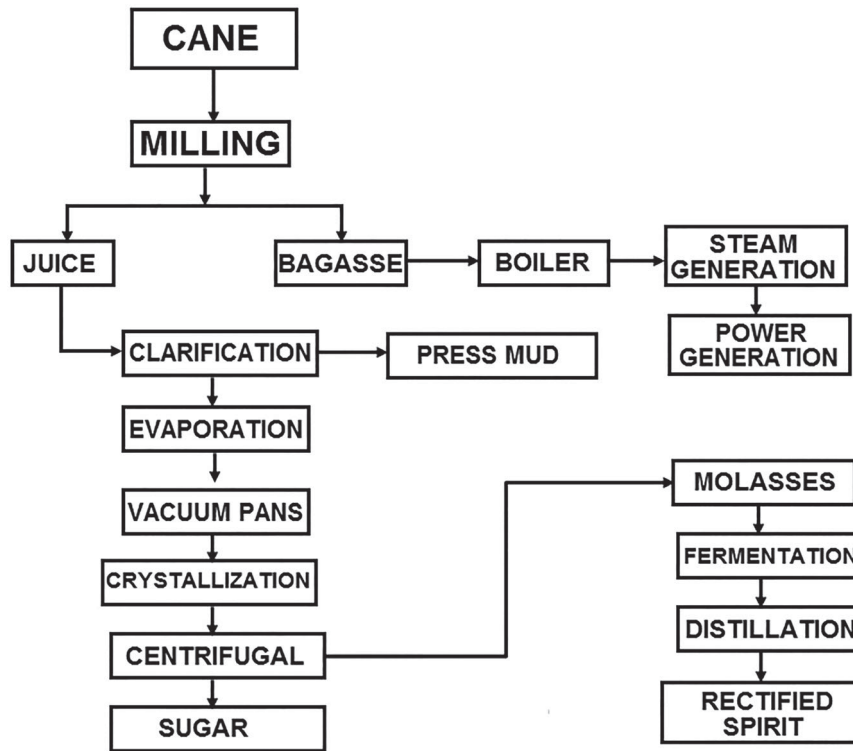 CANE
MILLING
JUICE
BAGASSE
BOILER
STEAM
GENERATION
POWER
GENERATION
CLARIFICATION
PRESS MUD
EVAPORATION
VACUUM PANS
CRYSTALLIZATION
CENTRIFUGAL
SUGAR
MOLASSES
FERMENTATION
DISTILLATION
RECTIFIED
SPIRIT